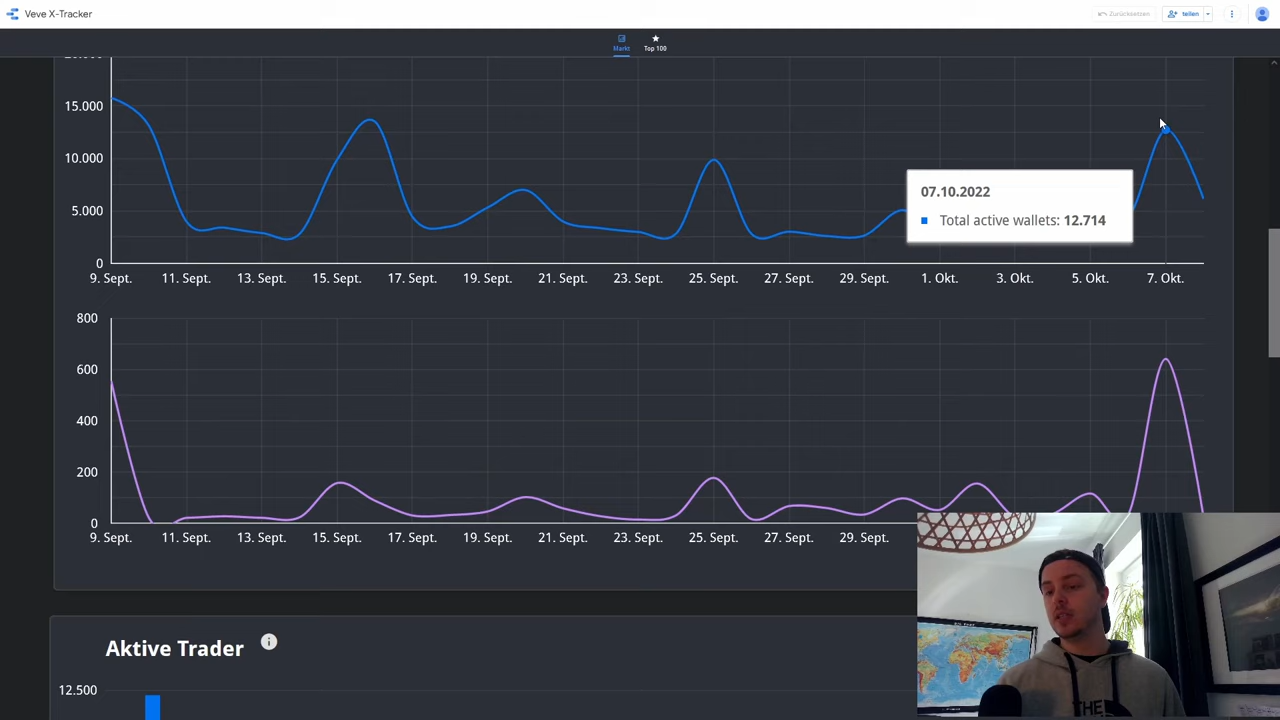 Veve X-Tracker
Zurücksetzen
teilen
Markt
Top 100
20.000
15.000
10.000
5.000
0
9. Sept.
11. Sept.
13. Sept.
15. Sept.
17. Sept.
19. Sept.
21. Sept.
23. Sept.
25. Sept.
27. Sept.
29. Sept.
1. Okt.
3. Okt.
5. Okt.
7. Okt.
07.10.2022
Total active wallets: 12.714
800
600
400
200
0
9. Sept.
11. Sept.
13. Sept.
15. Sept.
17. Sept.
19. Sept.
21. Sept.
23. Sept.
25. Sept.
27. Sept.
29. Sept.
Aktive Trader
12.500
THE